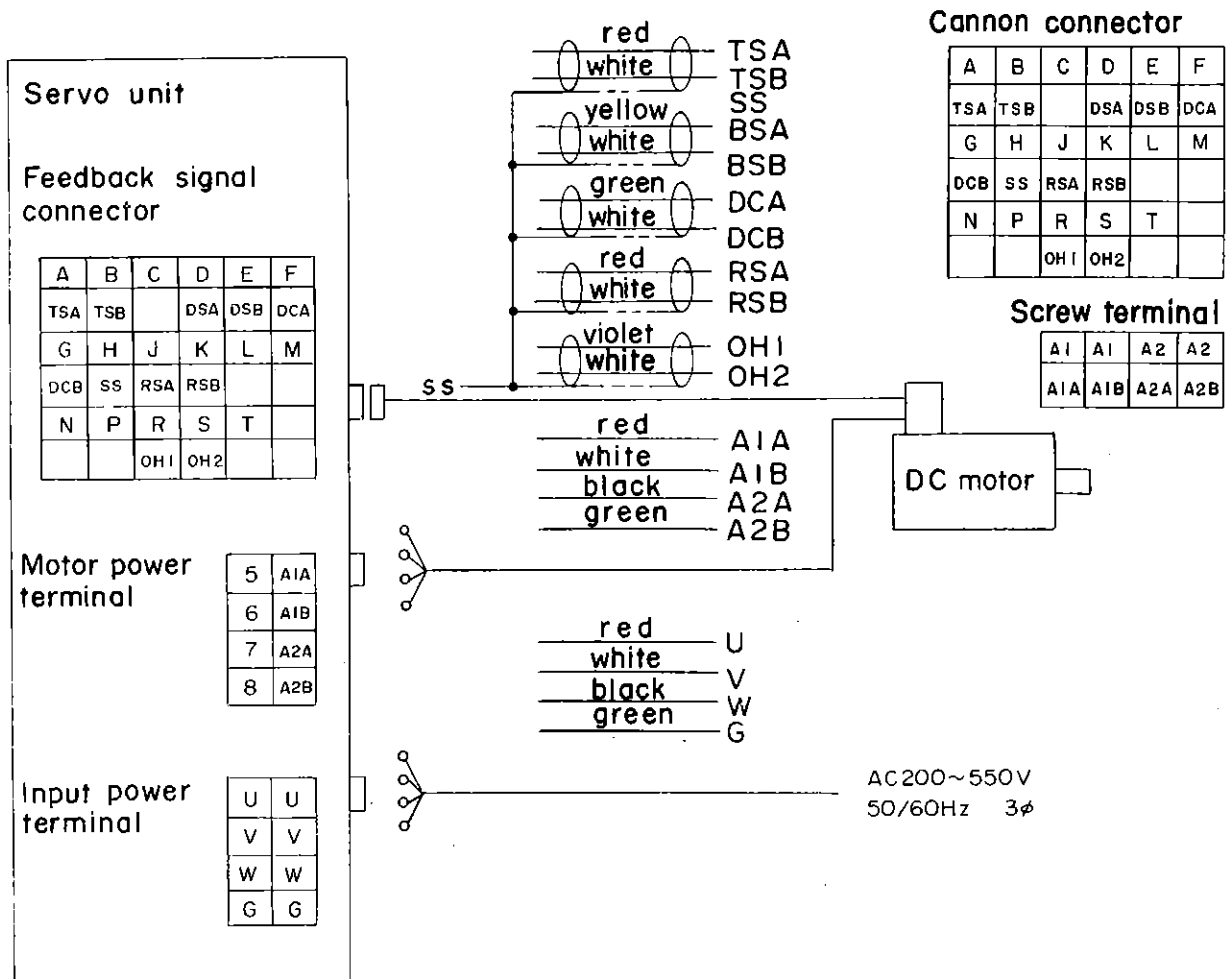 Servo unit
Feedback signal
connector
A B C D E F
TSA TSB DSA DSB DCA
G H J K L M
DCB SS RSA RSB
N P R S T
OH1 OH2
Motor power
terminal
5 A1A
6 A1B
7 A2A
8 A2B
Input power
terminal
U U
V V
W W
G G
red TSA
white TSB
SS
yellow BSA
white BSB
green DCA
white DCB
red RSA
white RSB
violet OH1
white OH2
SS
red A1A
white A1B
black A2A
green A2B
red U
white V
black W
green G
Cannon connector
A B C D E F
TSA TSB DSA DSB DCA
G H J K L M
DCB SS RSA RSB
N P R S T
OH1 OH2
Screw terminal
A1 A1 A2 A2
A1A A1B A2A A2B
DC motor
AC200~550V
50/60Hz 3φ